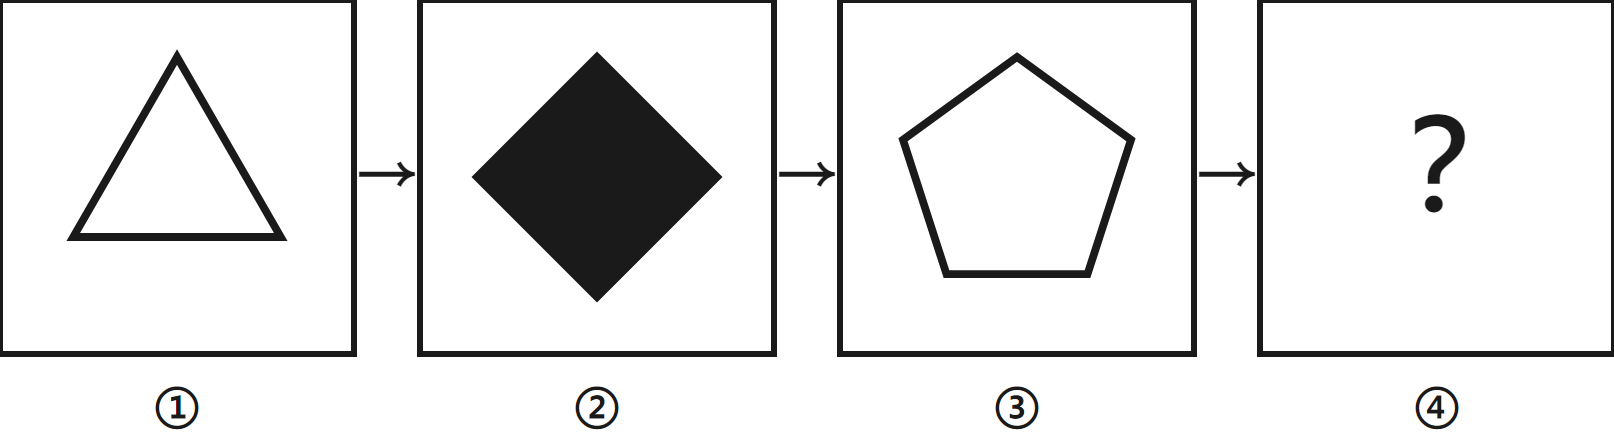 ?
① ② ③ ④